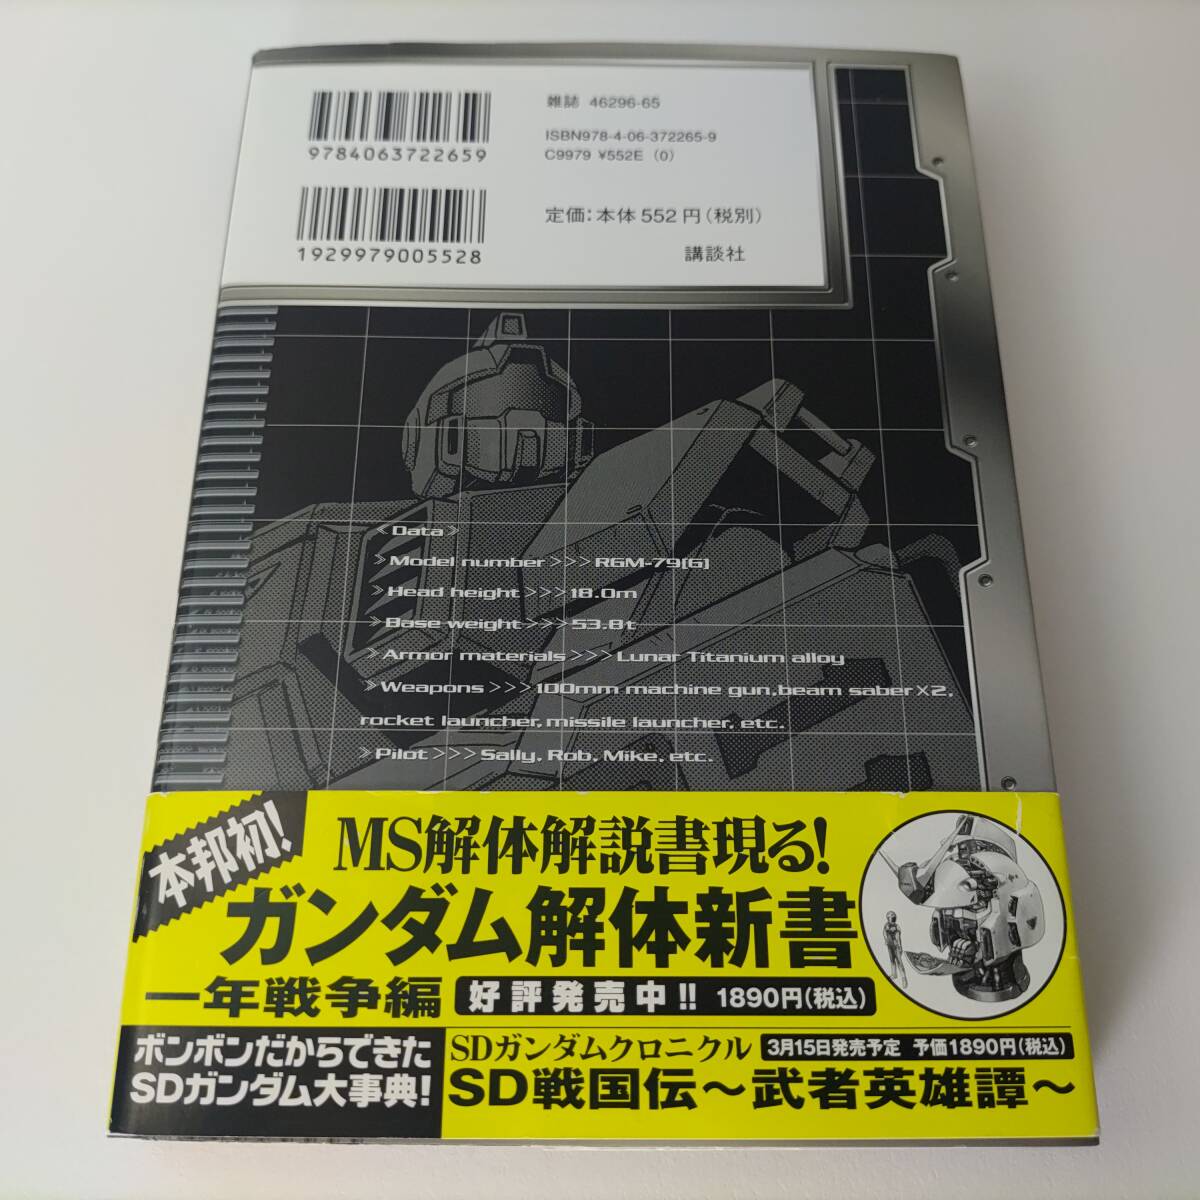 雑誌 46296-65
ISBN978-4-06-372265-9
C9979 ¥552E (0)
9784063722659
定価：本体552円（税別）
1929979005528
講談社
《Data》
》Model number＞＞＞RGM-79[G]
》Head height＞＞＞18.0m
》Base weight＞＞＞53.8t
》Armor materials＞＞＞Lunar Titanium alloy
》Weapons＞＞＞100mm machine gun,beam saber×2,
rocket launcher, missile launcher, etc.
》Pilot＞＞＞Sally, Rob, Mike, etc.
本邦初！
MS解体解説書現る！
ガンダム解体新書
一年戦争編 好評発売中!! 1890円（税込）
ボンボンだからできた
SDガンダム大事典！
SDガンダムクロニクル 3月15日発売予定 予価1890円（税込）
SD戦国伝～武者英雄譚～